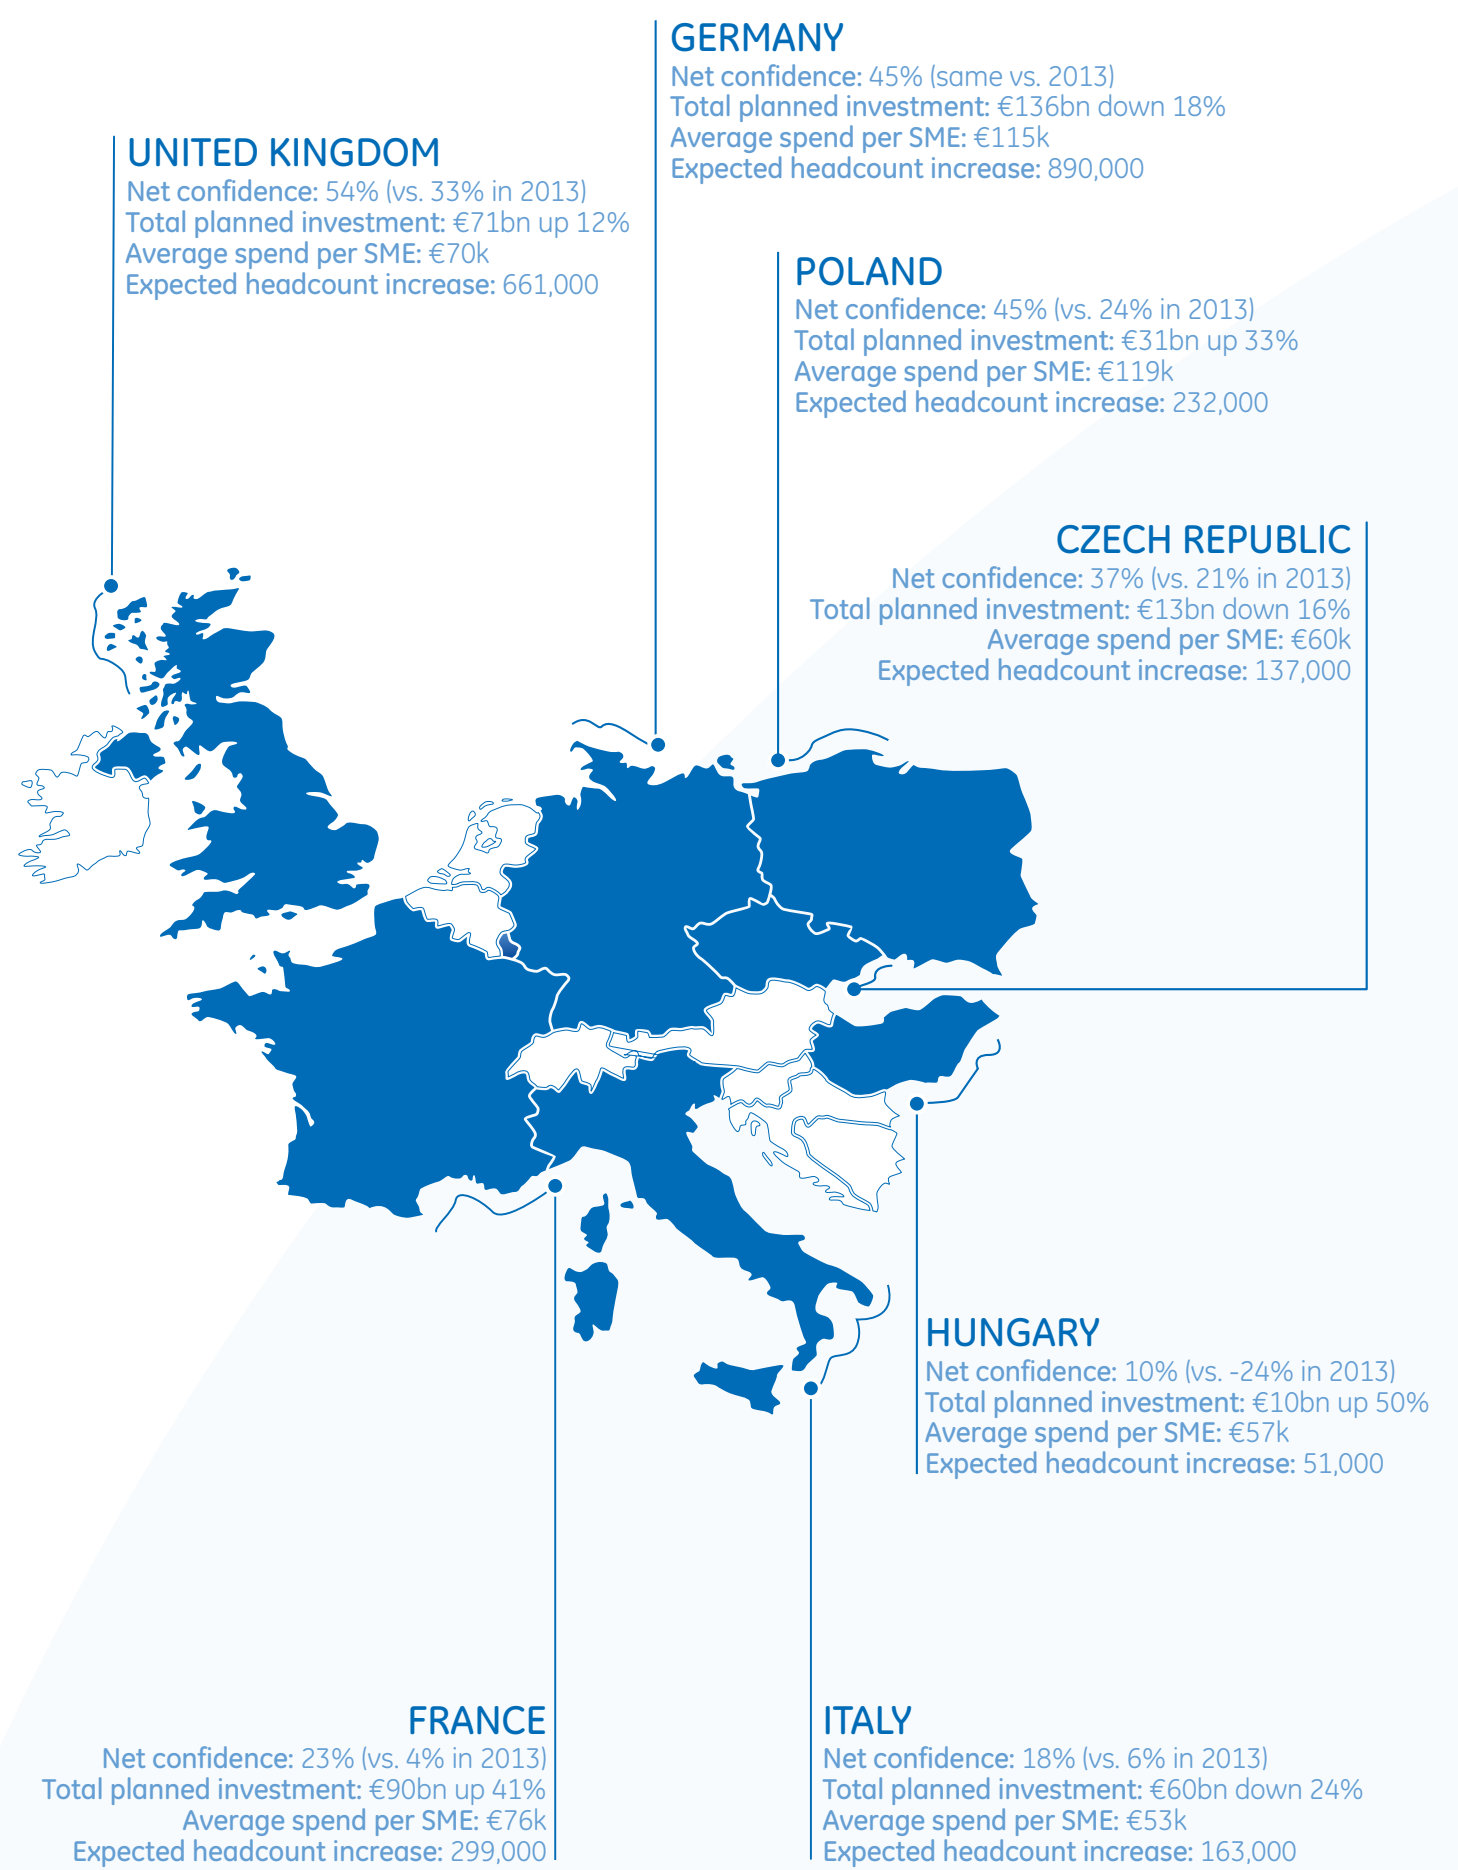 GERMANY
Net confidence: 45% (same vs. 2013)
Total planned investment: €136bn down 18%
Average spend per SME: €115k
Expected headcount increase: 890,000
UNITED KINGDOM
Net confidence: 54% (vs. 33% in 2013)
Total planned investment: €71bn up 12%
Average spend per SME: €70k
Expected headcount increase: 661,000
POLAND
Net confidence: 45% (vs. 24% in 2013)
Total planned investment: €31bn up 33%
Average spend per SME: €119k
Expected headcount increase: 232,000
CZECH REPUBLIC
Net confidence: 37% (vs. 21% in 2013)
Total planned investment: €13bn down 16%
Average spend per SME: €60k
Expected headcount increase: 137,000
HUNGARY
Net confidence: 10% (vs. -24% in 2013)
Total planned investment: €10bn up 50%
Average spend per SME: €57k
Expected headcount increase: 51,000
FRANCE
Net confidence: 23% (vs. 4% in 2013)
Total planned investment: €90bn up 41%
Average spend per SME: €76k
Expected headcount increase: 299,000
ITALY
Net confidence: 18% (vs. 6% in 2013)
Total planned investment: €60bn down 24%
Average spend per SME: €53k
Expected headcount increase: 163,000